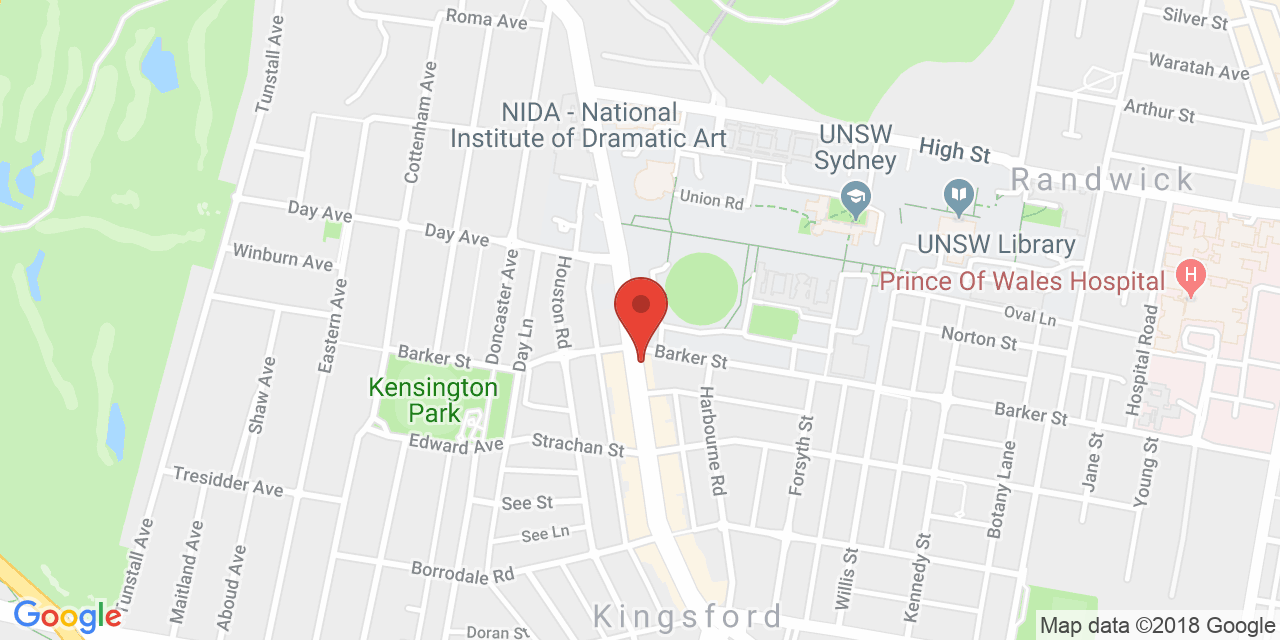 Roma Ave
Silver St
Waratah Ave
Arthur St
Tunstall Ave
Cottenham Ave
NIDA - National
Institute of Dramatic Art
UNSW
Sydney
High St
Randwick
Union Rd
Day Ave
Day Ave
Winburn Ave
UNSW Library
Prince Of Wales Hospital
H
Eastern Ave
Doncaster Ave
Day Ln
Houston Rd
Oval Ln
Norton St
Hospital Road
Barker St
Barker St
Barker St
Kensington
Park
Shaw Ave
Harbourne Rd
Forsyth St
Edward Ave
Strachan St
Botany Lane
Jane St
Young St
Tresidder Ave
See St
See Ln
Tunstall Ave
Maitland Ave
Aboud Ave
Borrodale Rd
Willis St
Kennedy St
Kingsford
Doran St
Google
Map data ©2018 Google